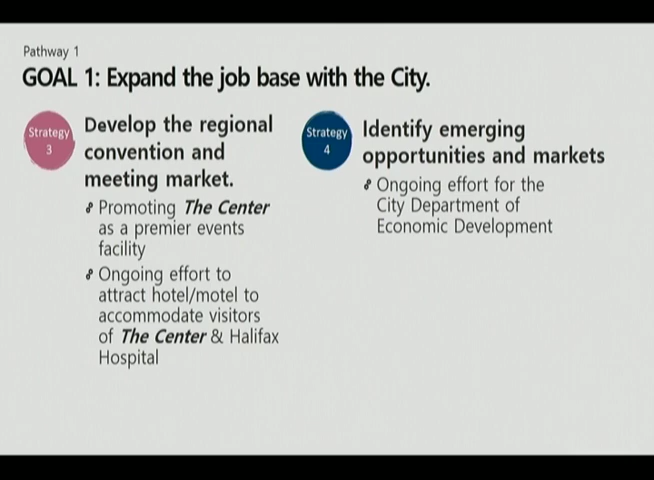 Pathway 1
GOAL 1: Expand the job base with the City.
Strategy
3
Develop the regional
convention and
meeting market.
Promoting The Center
as a premier events
facility
Ongoing effort to
attract hotel/motel to
accommodate visitors
of The Center & Halifax
Hospital
Strategy
4
Identify emerging
opportunities and markets
Ongoing effort for the
City Department of
Economic Development